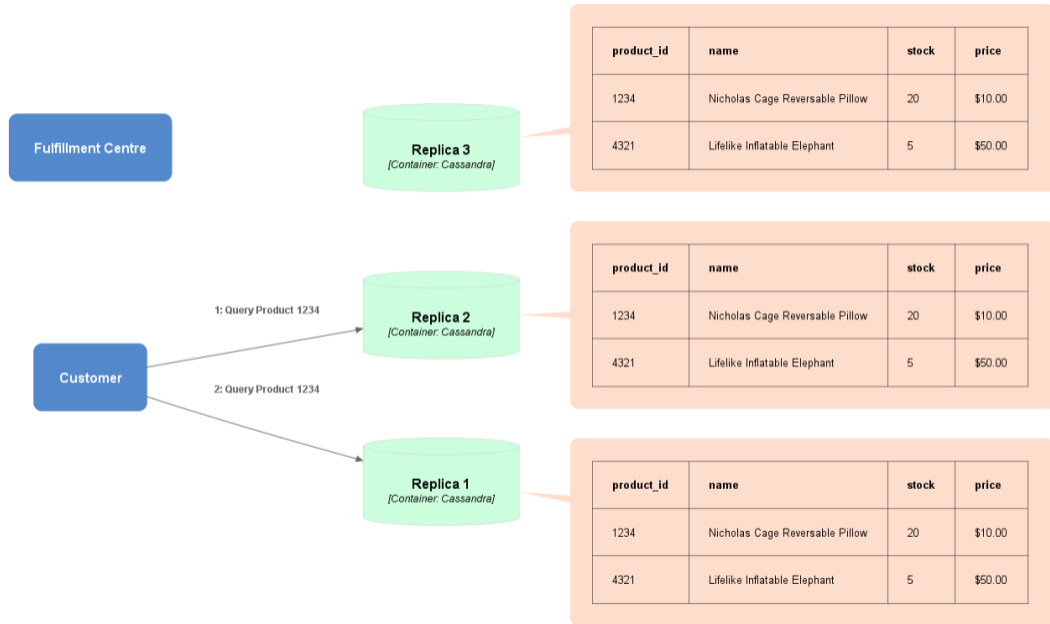 product_id name stock price
1234 Nicholas Cage Reversable Pillow 20 $10.00
4321 Lifelike Inflatable Elephant 5 $50.00
Fulfillment Centre
Replica 3
[Container: Cassandra]
product_id name stock price
1234 Nicholas Cage Reversable Pillow 20 $10.00
4321 Lifelike Inflatable Elephant 5 $50.00
1: Query Product 1234
Replica 2
[Container: Cassandra]
Customer
2: Query Product 1234
Replica 1
[Container: Cassandra]
product_id name stock price
1234 Nicholas Cage Reversable Pillow 20 $10.00
4321 Lifelike Inflatable Elephant 5 $50.00